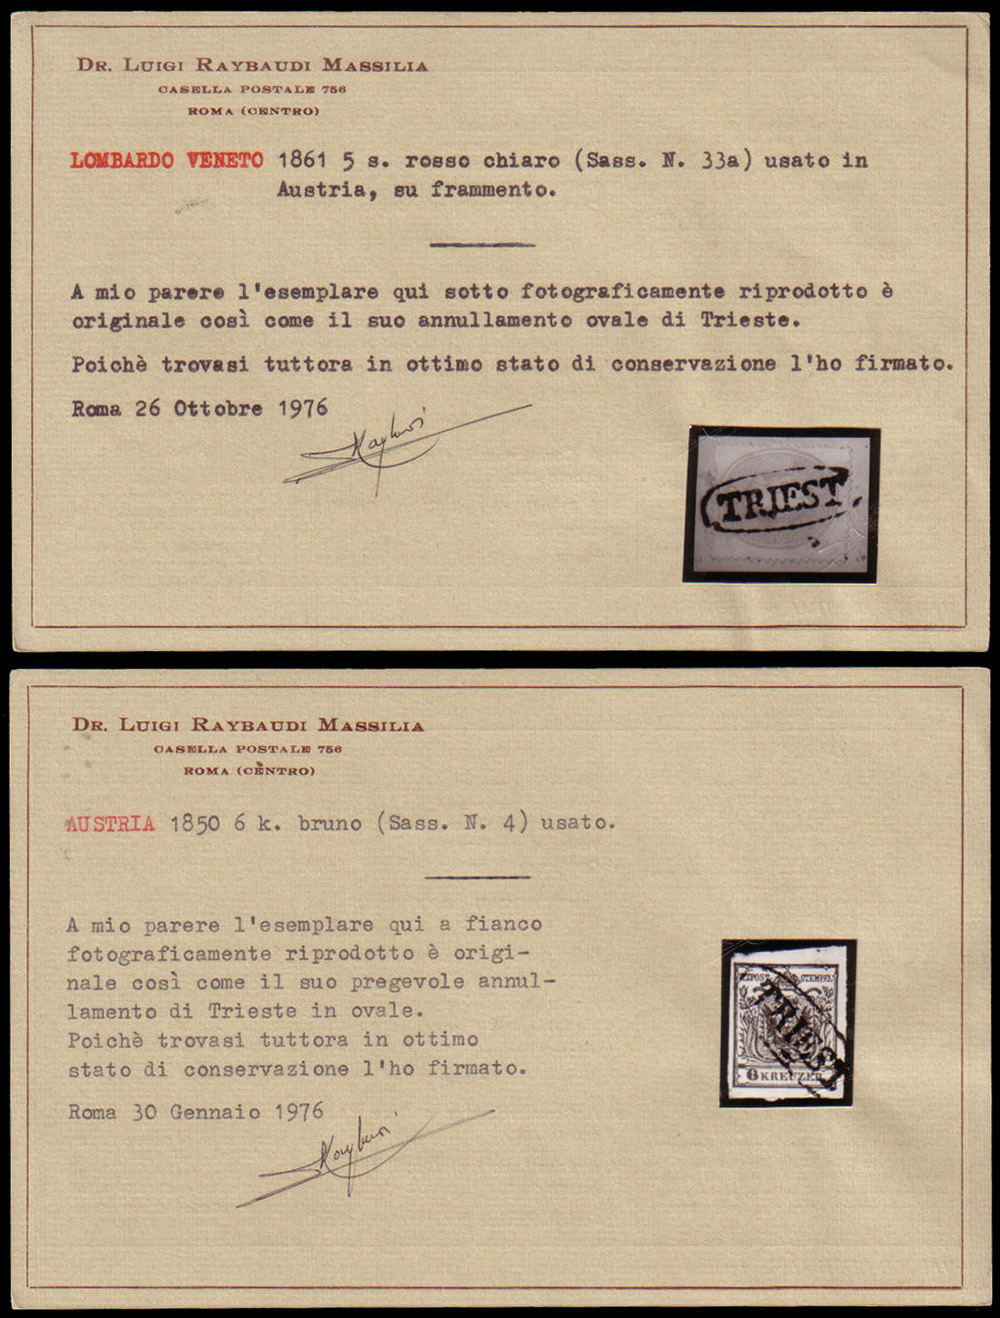 DR. LUIGI RAYBAUDI MASSILIA
CASELLA POSTALE 756
ROMA (CENTRO)
LOMBARDO VENETO 1861 5 s. rosso chiaro (Sass. N. 33a) usato in
Austria, su frammento.
A mio parere l'esemplare qui sotto fotograficamente riprodotto è
originale così come il suo annullamento ovale di Trieste.
Poichè trovasi tuttora in ottimo stato di conservazione l'ho firmato.
Roma 26 Ottobre 1976
TRIEST
DR. LUIGI RAYBAUDI MASSILIA
CASELLA POSTALE 756
ROMA (CENTRO)
AUSTRIA 1850 6 k. bruno (Sass. N. 4) usato.
A mio parere l'esemplare qui a fianco
fotograficamente riprodotto è origi-
nale così come il suo pregevole annul-
lamento di Trieste in ovale.
Poichè trovasi tuttora in ottimo
stato di conservazione l'ho firmato.
Roma 30 Gennaio 1976
POST STEMPEL
TRIEST
6 KREUZER